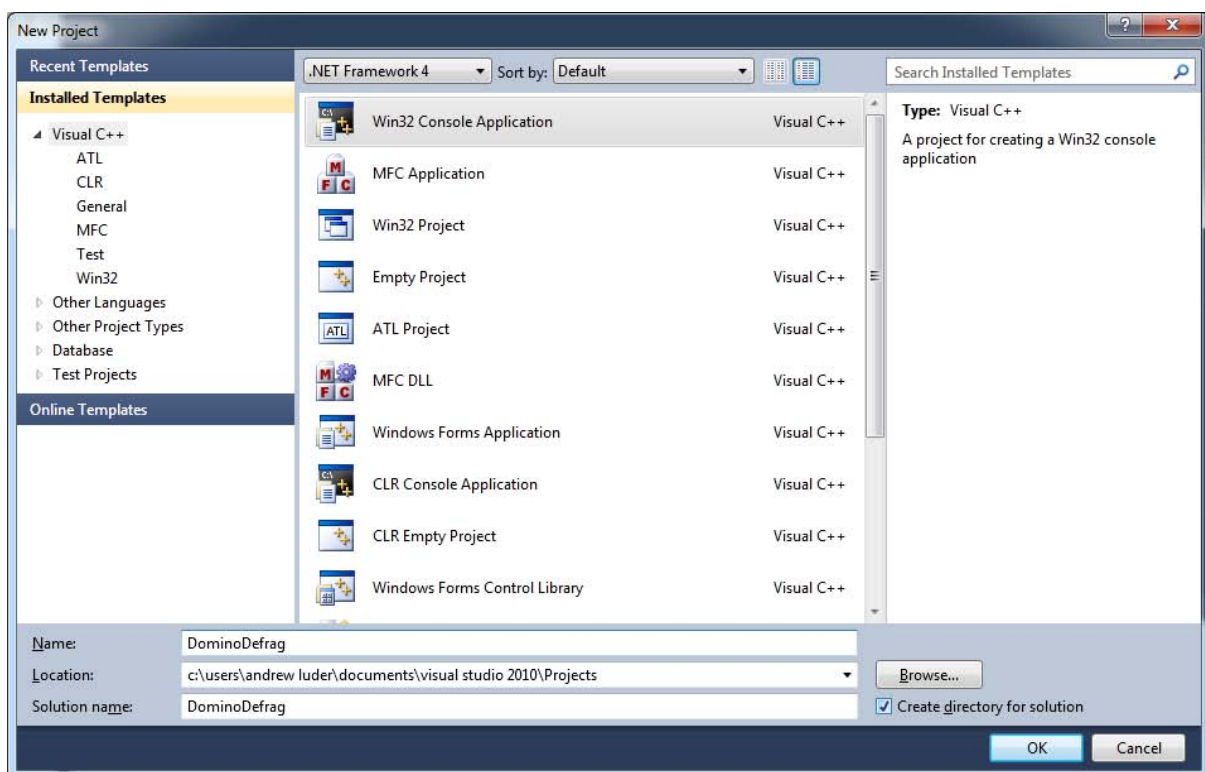 New Project
Recent Templates
Installed Templates
Visual C++
ATL
CLR
General
MFC
Test
Win32
Other Languages
Other Project Types
Database
Test Projects
Online Templates
.NET Framework 4 Sort by: Default
Win32 Console Application Visual C++
MFC Application Visual C++
Win32 Project Visual C++
Empty Project Visual C++
ATL Project Visual C++
MFC DLL Visual C++
Windows Forms Application Visual C++
CLR Console Application Visual C++
CLR Empty Project Visual C++
Windows Forms Control Library Visual C++
Search Installed Templates
Type: Visual C++
A project for creating a Win32 console
application
Name: DominoDefrag
Location: c:\users\andrew luder\documents\visual studio 2010\Projects Browse...
Solution name: DominoDefrag Create directory for solution
OK Cancel